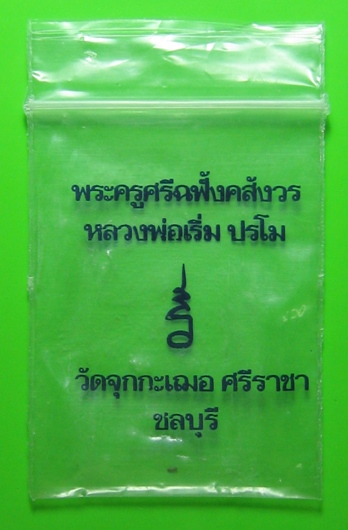 พระครูศรีฉฬังคสังวร
หลวงพ่อเริ่ม ปรโม
วัดจุกกะเฌอ ศรีราชา
ชลบุรี